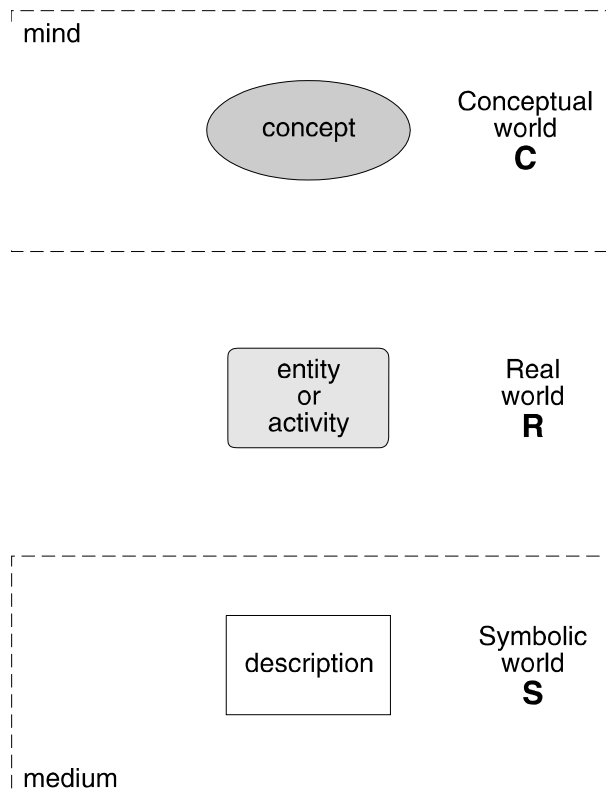 mind
concept
Conceptual
world
C
entity
or
activity
Real
world
R
description
Symbolic
world
S
medium